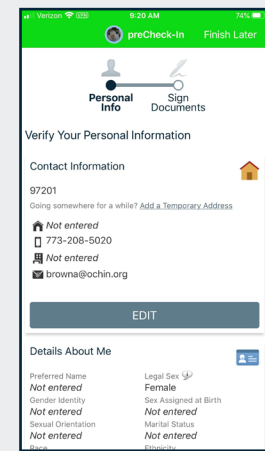 Verizon VPN 9:20 AM 74%
preCheck-In Finish Later
Personal Info
Sign Documents
Verify Your Personal Information
Contact Information
97201
Going somewhere for a while? Add a Temporary Address
Not entered
773-208-5020
Not entered
browna@ochin.org
EDIT
Details About Me
Preferred Name Legal Sex
Not entered Female
Gender Identity Sex Assigned at Birth
Not entered Not entered
Sexual Orientation Marital Status
Not entered Not entered
Race Ethnicity